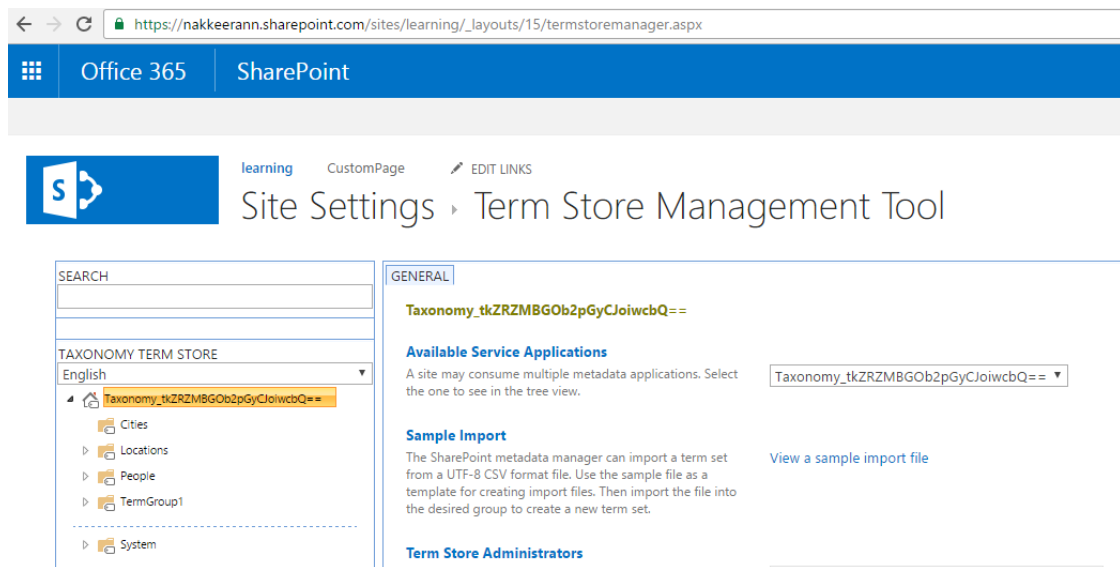 https://nakkeerann.sharepoint.com/sites/learning/_layouts/15/termstoremanager.aspx
Office 365 SharePoint
S
learning CustomPage EDIT LINKS
Site Settings Term Store Management Tool
SEARCH
TAXONOMY TERM STORE
English
Taxonomy_tkZRZMBGOb2pGyCJoiwcbQ==
Cities
Locations
People
TermGroup1
System
GENERAL
Taxonomy_tkZRZMBGOb2pGyCJoiwcbQ==
Available Service Applications
A site may consume multiple metadata applications. Select
the one to see in the tree view.
Taxonomy_tkZRZMBGOb2pGyCJoiwcbQ==
Sample Import
The SharePoint metadata manager can import a term set
from a UTF-8 CSV format file. Use the sample file as a
template for creating import files. Then import the file into
the desired group to create a new term set.
View a sample import file
Term Store Administrators